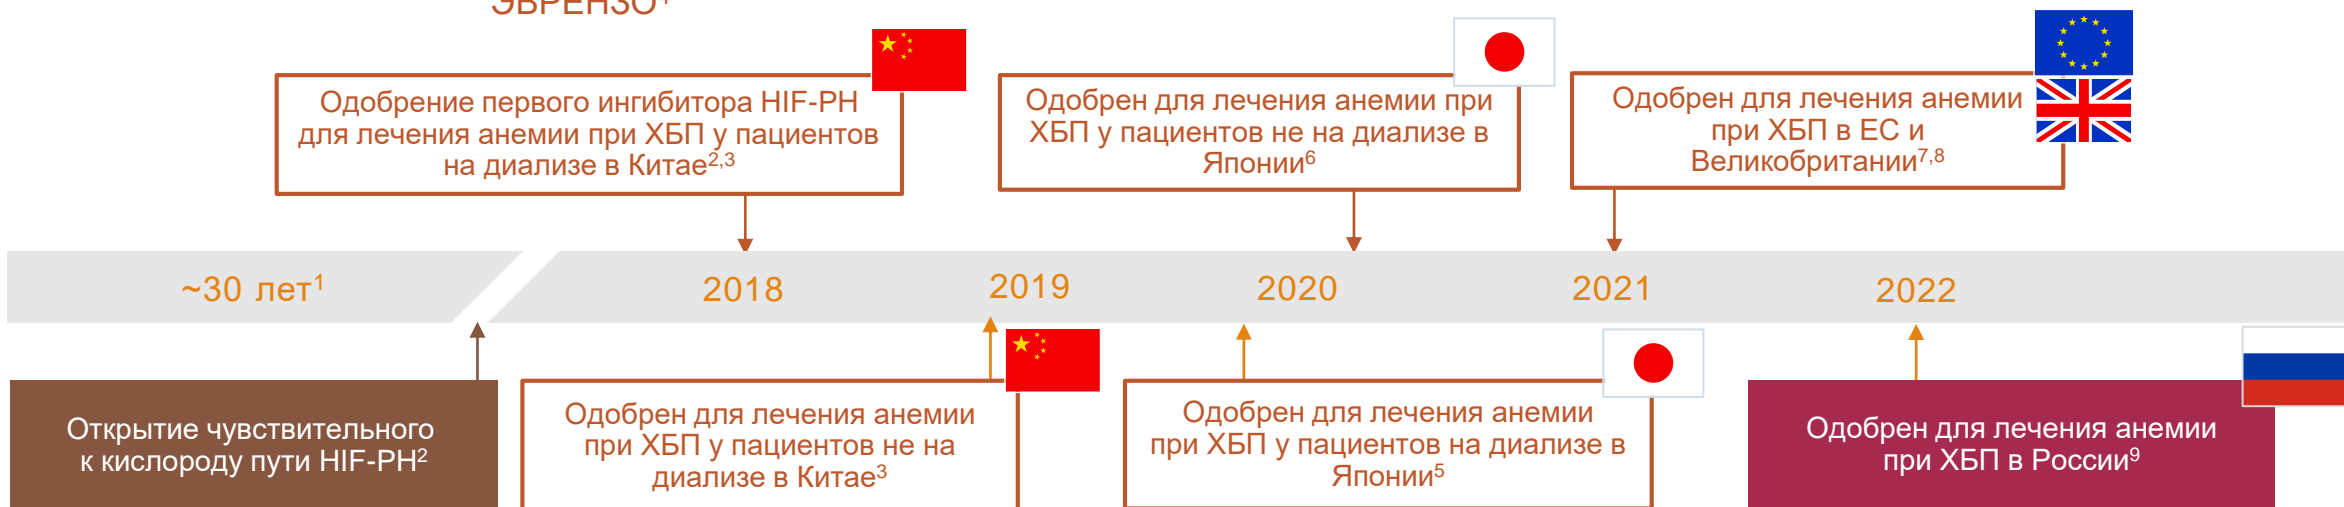 ЭВРЕНЗО⁴
Одобрение первого ингибитора HIF-PH
для лечения анемии при ХБП у пациентов
на диализе в Китае²,³
Одобрен для лечения анемии при
ХБП у пациентов не на диализе в
Японии⁶
Одобрен для лечения анемии
при ХБП в ЕС и
Великобритании⁷,⁸
~30 лет¹
2018
2019
2020
2021
2022
Открытие чувствительного
к кислороду пути HIF-PH²
Одобрен для лечения анемии
при ХБП у пациентов не на
диализе в Китае³
Одобрен для лечения анемии
при ХБП у пациентов на диализе в
Японии⁵
Одобрен для лечения анемии
при ХБП в России⁹